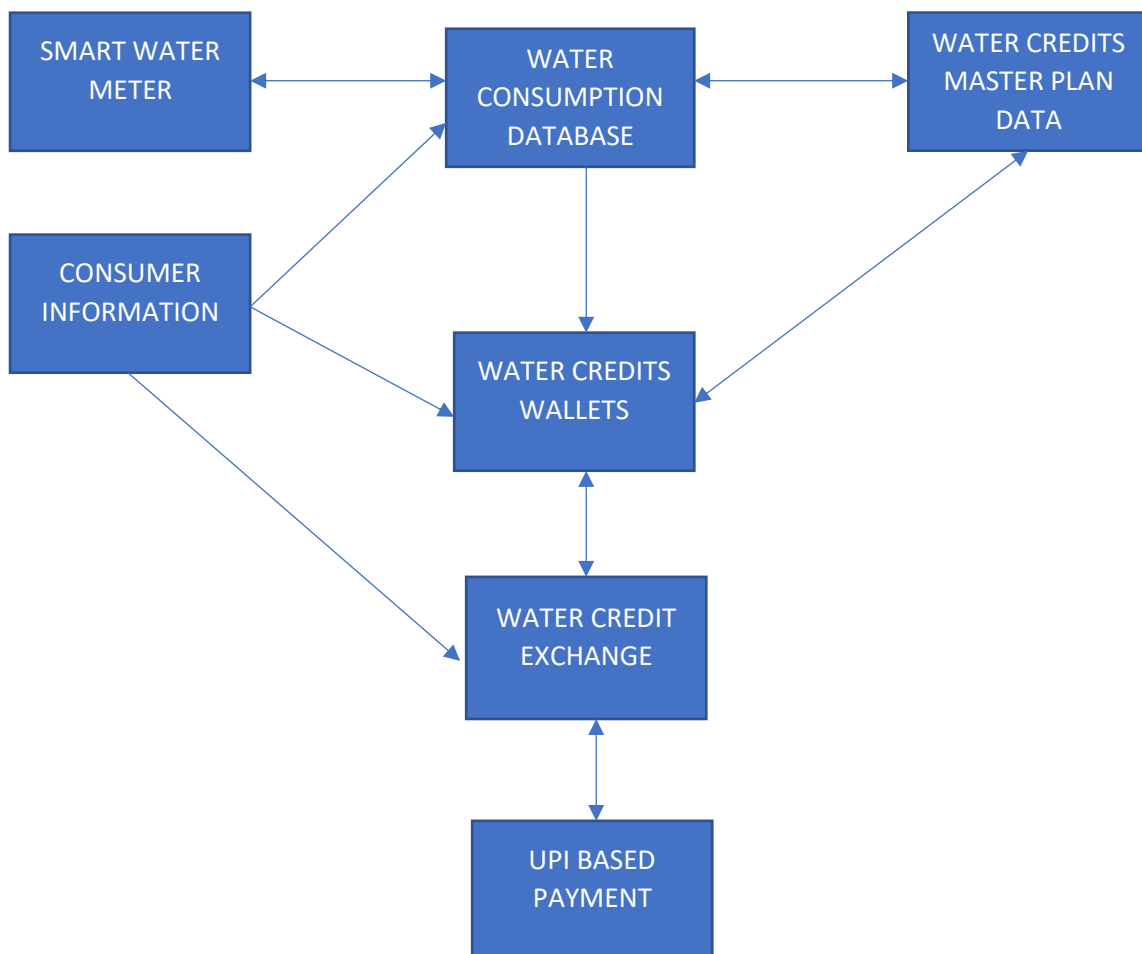 SMART WATER
METER
WATER
CONSUMPTION
DATABASE
WATER CREDITS
MASTER PLAN
DATA
CONSUMER
INFORMATION
WATER CREDITS
WALLETS
WATER CREDIT
EXCHANGE
UPI BASED
PAYMENT